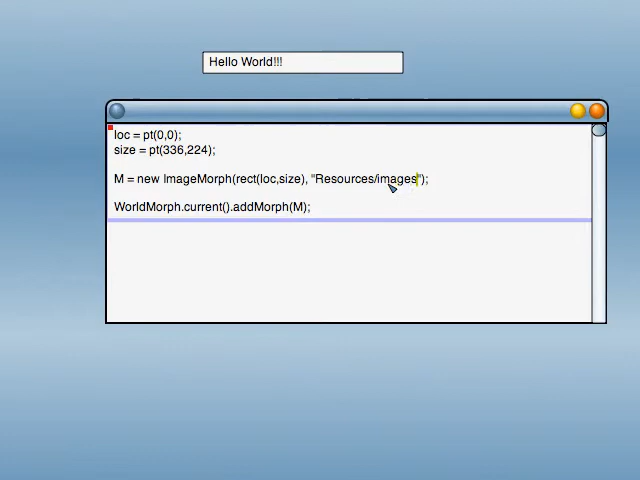 Hello World!!!
loc = pt(0,0);
size = pt(336,224);
M = new ImageMorph(rect(loc,size), "Resources/images");
WorldMorph.current().addMorph(M);